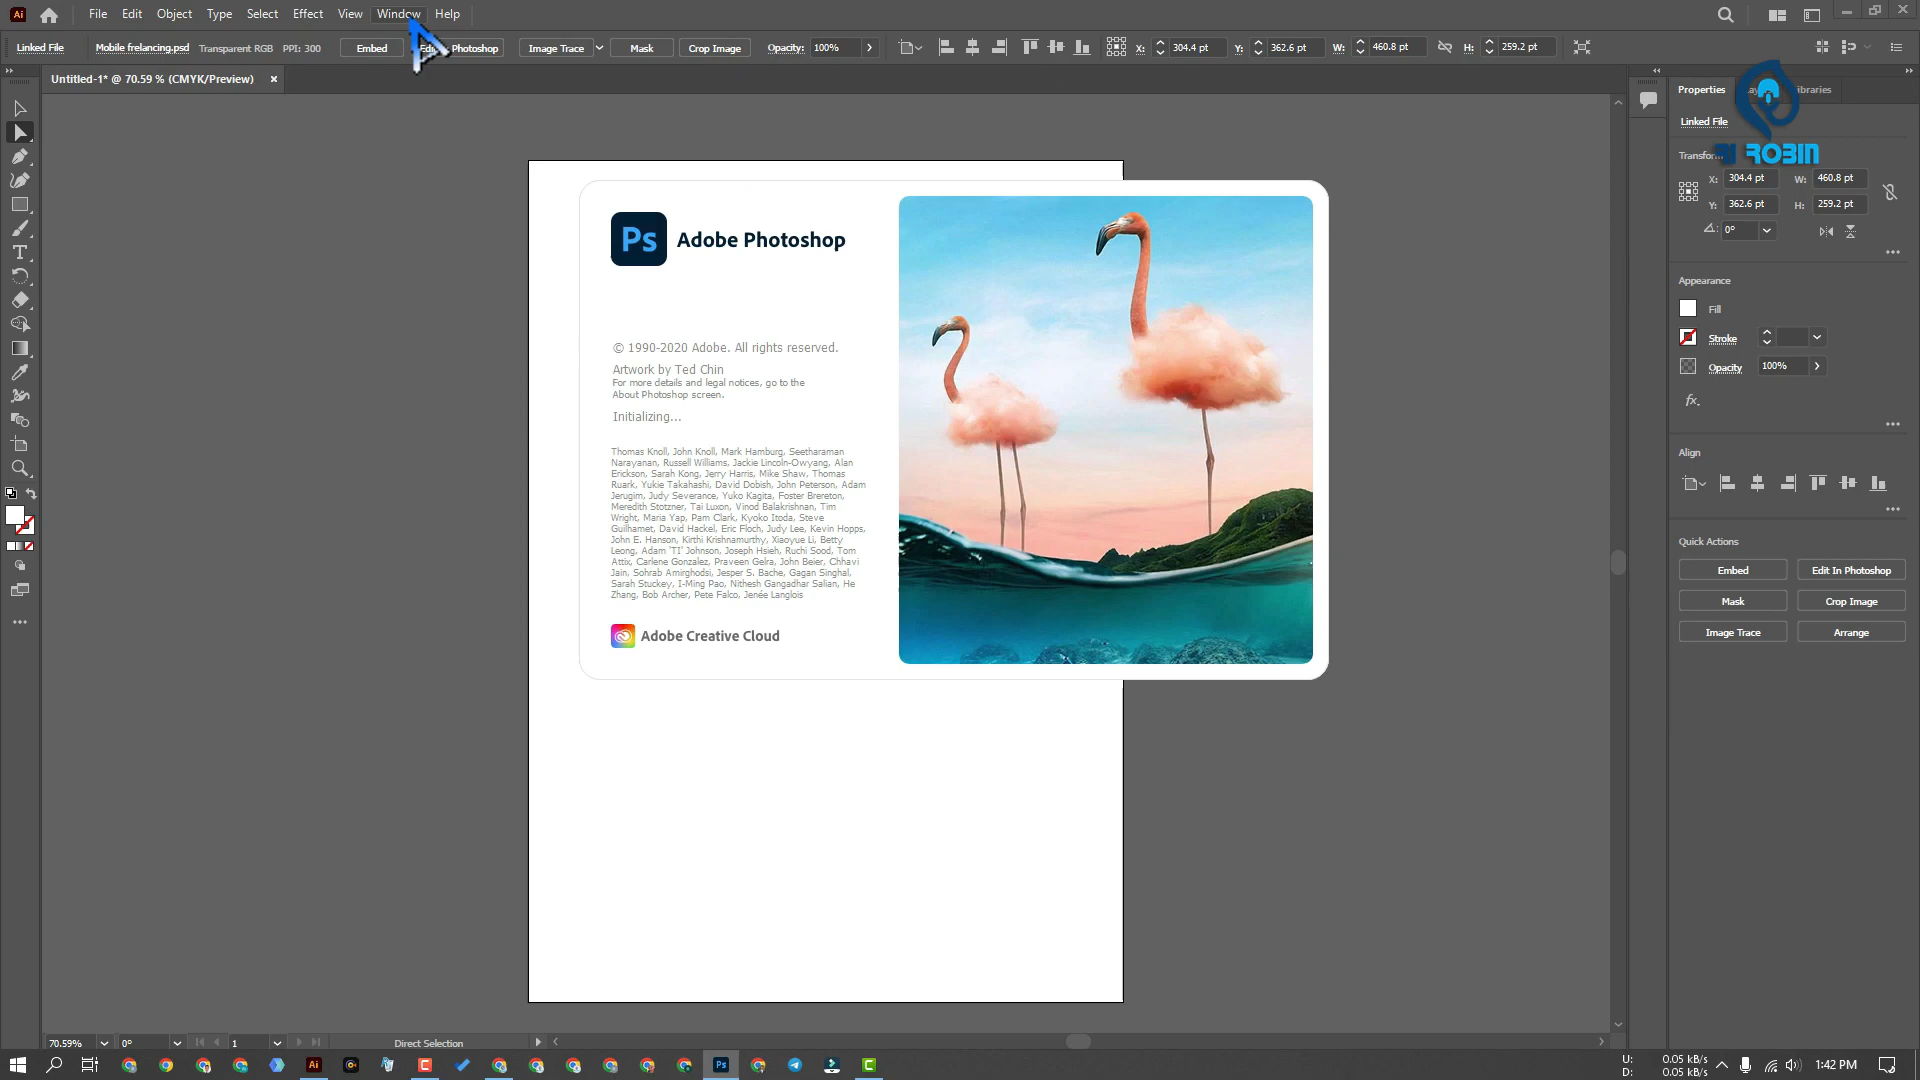 Ai File Edit Object Type Select Effect View Window Help
Linked File Mobile frelancing.psd Transparent RGB PPI: 300 Embed Photoshop Image Trace Mask Crop Image Opacity: 100% X: 304.4 pt Y: 362.6 pt W: 460.8 pt H: 259.2 pt
Untitled-1* @ 70.59 % (CMYK/Preview) ×
Ps Adobe Photoshop
© 1990-2020 Adobe. All rights reserved.
Artwork by Ted Chin
For more details and legal notices, go to the
About Photoshop screen.
Initializing...
Thomas Knoll, John Knoll, Mark Hamburg, Seetharaman
Narayanan, Russell Williams, Jackie Lincoln-Owyang, Alan
Erickson, Sarah Kong, Jerry Harris, Mike Shaw, Thomas
Ruark, Yukie Takahashi, David Dobish, John Peterson, Adam
Jerugim, Judy Severance, Yuko Kagita, Foster Brereton,
Meredith Stotzner, Tai Luxon, Vinod Balakrishnan, Tim
Wright, Maria Yap, Pam Clark, Kyoko Itoda, Steve
Guilhamet, David Hackel, Eric Floch, Judy Lee, Kevin Hopps,
John E. Hanson, Kirthi Krishnamurthy, Xiaoyue Li, Betty
Leong, Adam 'TJ' Johnson, Joseph Hsieh, Ruchi Sood, Tom
Attix, Carlene Gonzalez, Praveen Gelra, John Beier, Chhavi
Jain, Sohrab Amirghodsi, Jesper S. Bache, Gagan Singhal,
Sarah Stuckey, I-Ming Pao, Nithesh Gangadhar Salian, He
Zhang, Bob Archer, Pete Falco, Jenée Langlois
Adobe Creative Cloud
Properties
ROBIN
Linked File
Transform
X: 304.4 pt W: 460.8 pt
Y: 362.6 pt H: 259.2 pt
0°
Appearance
Fill
Stroke
Opacity 100%
fx.
Align
Quick Actions
Embed Edit In Photoshop
Mask Crop Image
Image Trace Arrange
70.59% 0° 1 Direct Selection
Ai Ps
U: 0.05 kB/s
D: 0.05 kB/s
1:42 PM